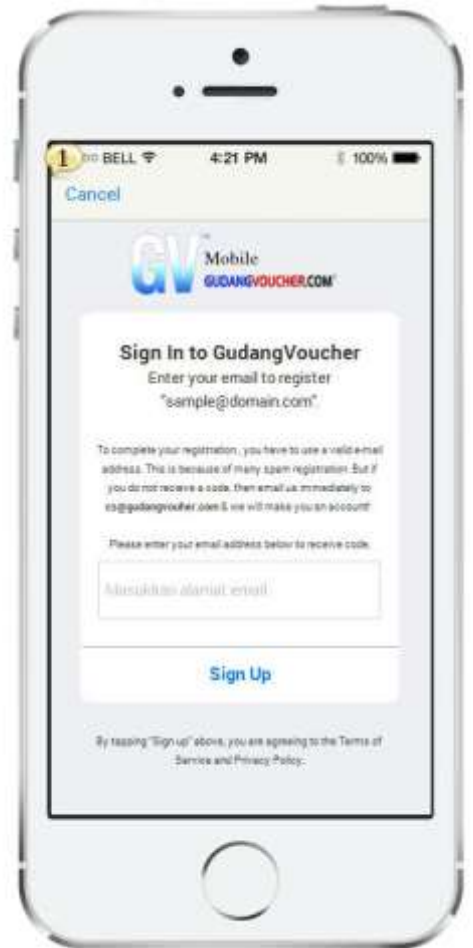 1
BELL 4:21 PM 100%
Cancel
GV™ Mobile
GUDANGVOUCHER.COM
Sign In to GudangVoucher
Enter your email to register
"sample@domain.com".
To complete your registration, you have to use a valid e-mail
address. This is because of many spam registration. But if
you do not recieve a code, then email us immediately to
cs@gudangvouher.com & we will make you an account!
Please enter your email address below to receive code.
Masukkan alamat email
Sign Up
By tapping "Sign up" above, you are agreeing to the Terms of
Service and Privacy Policy.